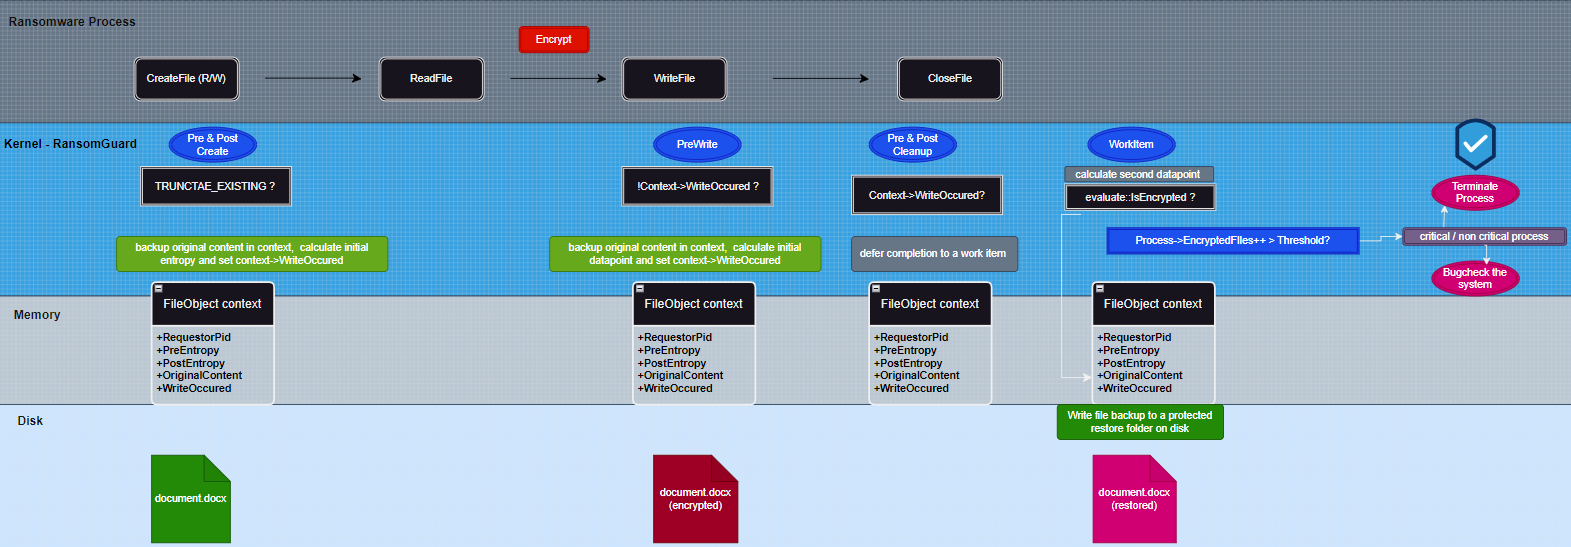 Ransomware Process
Encrypt
CreateFile (R/W)
ReadFile
WriteFile
CloseFile
Kernel - RansomGuard
Pre & Post
Create
PreWrite
Pre & Post
Cleanup
WorkItem
TRUNCTAE_EXISTING ?
!Context->WriteOccured ?
Context->WriteOccured?
calculate second datapoint
evaluate::IsEncrypted ?
Terminate
Process
backup original content in context, calculate initial
entropy and set context->WriteOccured
backup original content in context, calculate initial
datapoint and set context->WriteOccured
defer completion to a work item
Process->EncryptedFIles++ > Threshold?
critical / non critical process
Bugcheck the
system
Memory
FileObject context
+RequestorPid
+PreEntropy
+PostEntropy
+OriginalContent
+WriteOccured
FileObject context
+RequestorPid
+PreEntropy
+PostEntropy
+OriginalContent
+WriteOccured
FileObject context
+RequestorPid
+PreEntropy
+PostEntropy
+OriginalContent
+WriteOccured
FileObject context
+RequestorPid
+PreEntropy
+PostEntropy
+OriginalContent
+WriteOccured
Disk
Write file backup to a protected
restore folder on disk
document.docx
document.docx
(encrypted)
document.docx
(restored)